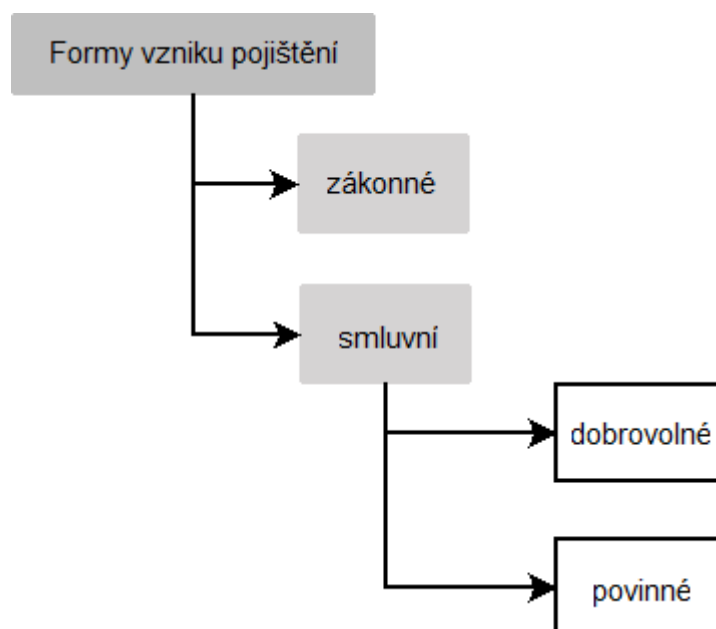 Formy vzniku pojištění
zákonné
smluvní
dobrovolné
povinné